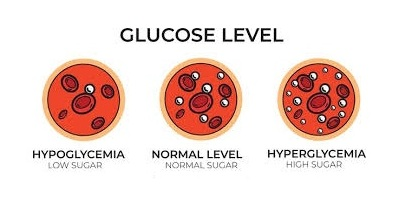 GLUCOSE LEVEL
HYPOGLYCEMIA
LOW SUGAR
NORMAL LEVEL
NORMAL SUGAR
HYPERGLYCEMIA
HIGH SUGAR